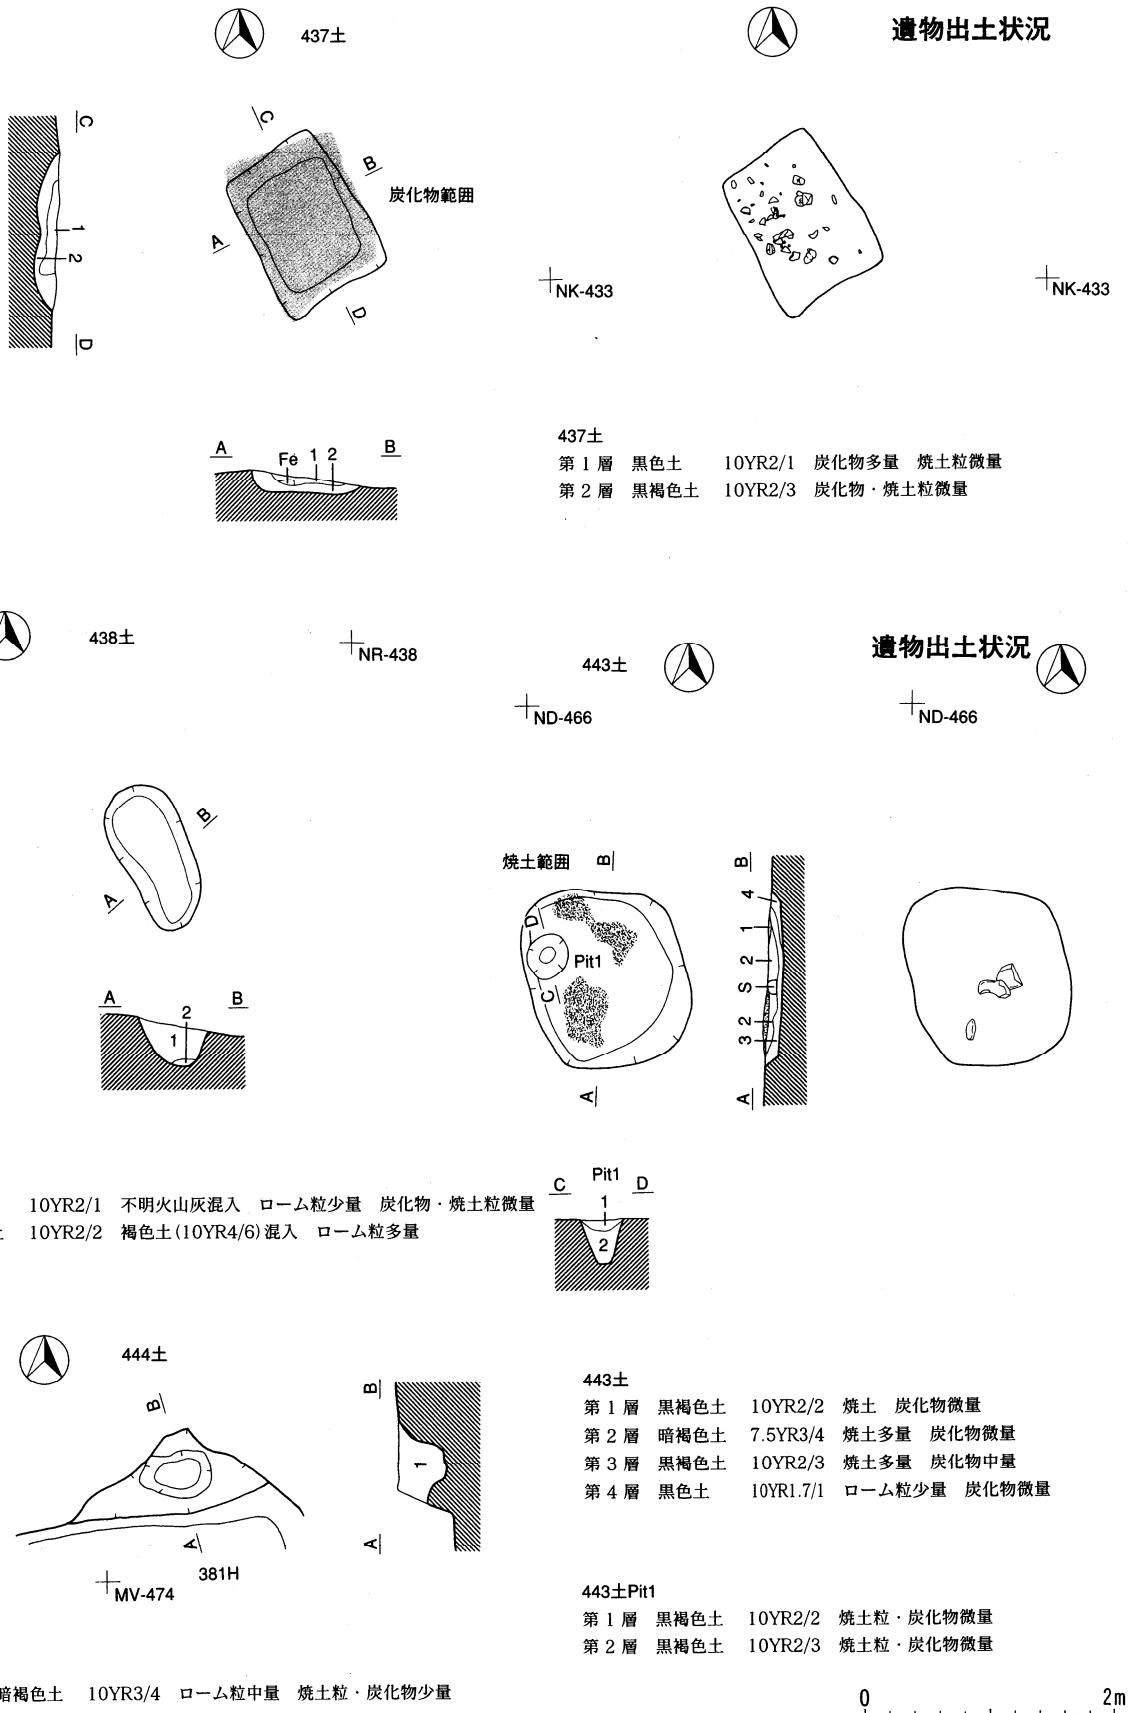 437土
遺物出土状況
C
C
B
炭化物範囲
A
1
2
D
D
NK-433
NK-433
A
Fe 1 2
B
437土
第1層 黒色土 10YR2/1 炭化物多量 焼土粒微量
第2層 黒褐色土 10YR2/3 炭化物・焼土粒微量
438土
NR-438
443土
遺物出土状況
ND-466
ND-466
B
A
A
2
1
B
焼土範囲
B
D
Pit1
C
A
B
4
1
2
S
2
3
A
10YR2/1 不明火山灰混入 ローム粒少量 炭化物・焼土粒微量
10YR2/2 褐色土(10YR4/6)混入 ローム粒多量
C
Pit1
D
1
2
444土
B
A
381H
MV-474
B
1
A
443土
第1層 黒褐色土 10YR2/2 焼土 炭化物微量
第2層 暗褐色土 7.5YR3/4 焼土多量 炭化物微量
第3層 黒褐色土 10YR2/3 焼土多量 炭化物中量
第4層 黒色土 10YR1.7/1 ローム粒少量 炭化物微量
443土Pit1
第1層 黒褐色土 10YR2/2 焼土粒・炭化物微量
第2層 黒褐色土 10YR2/3 焼土粒・炭化物微量
暗褐色土 10YR3/4 ローム粒中量 焼土粒・炭化物少量
0 2m